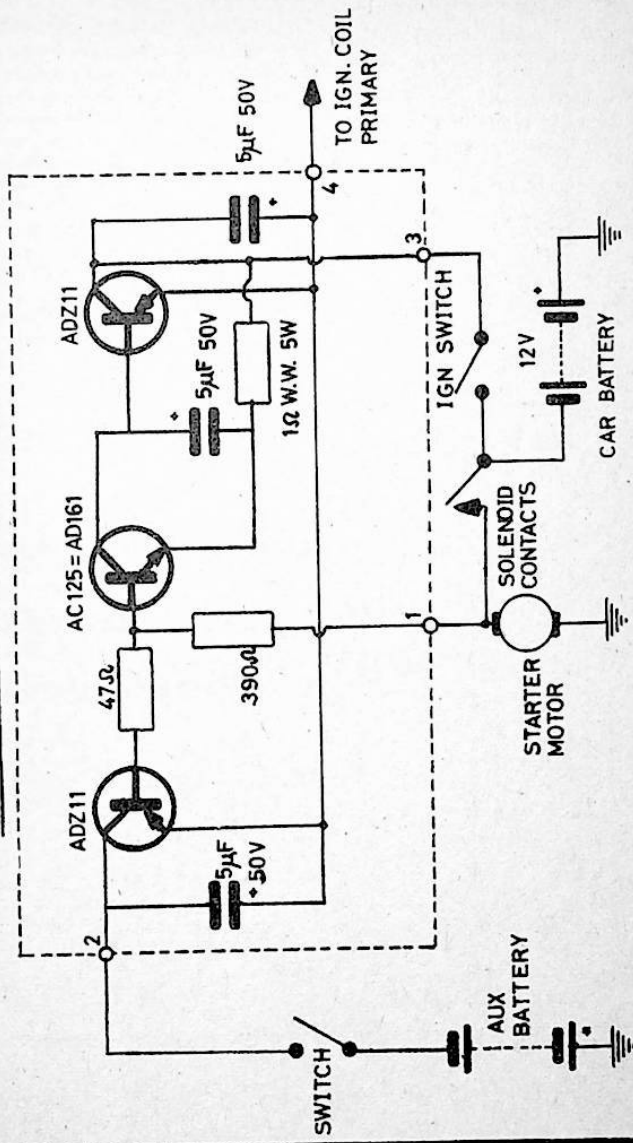 ADZ11
5µF 50V
+
AC125=AD161
5µF 50V
+
1Ω W.W. 5W
47Ω
390Ω
ADZ11
5µF
+ 50V
2
4
TO IGN. COIL
PRIMARY
3
1
IGN SWITCH
SOLENOID
CONTACTS
12V
+
CAR BATTERY
STARTER
MOTOR
SWITCH
AUX
BATTERY
+